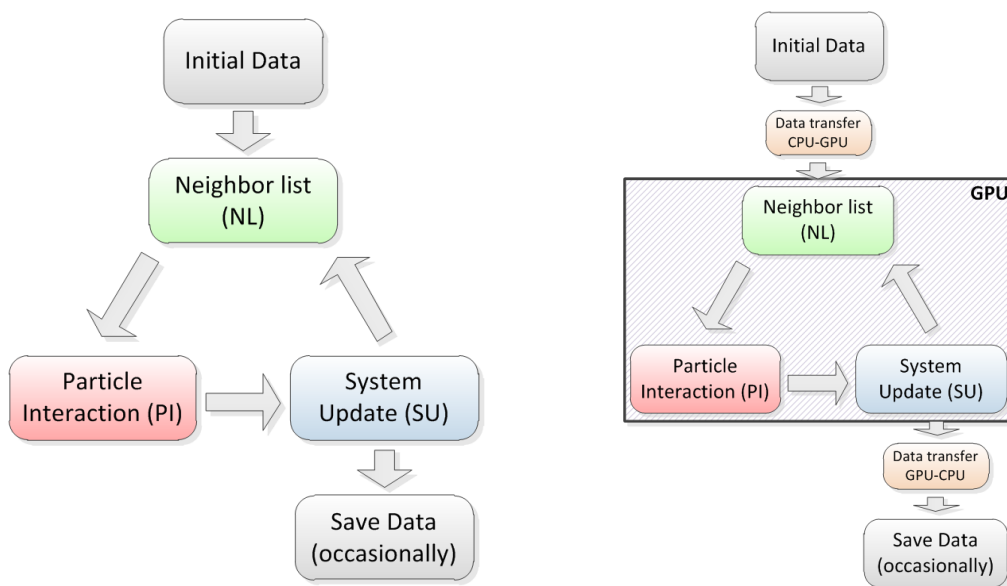 Initial Data
Neighbor list
(NL)
Particle
Interaction (PI)
System
Update (SU)
Save Data
(occasionally)
Initial Data
Data transfer
CPU-GPU
GPU
Neighbor list
(NL)
Particle
Interaction (PI)
System
Update (SU)
Data transfer
GPU-CPU
Save Data
(occasionally)